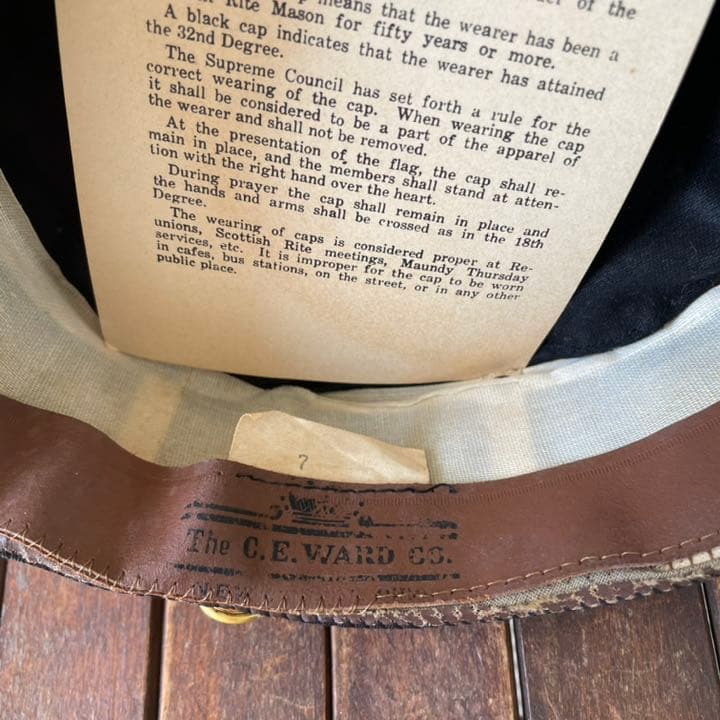 of the
means that the wearer has been a
Rite Mason for fifty years or more.
A black cap indicates that the wearer has attained
the 32nd Degree.
The Supreme Council has set forth a rule for the
correct wearing of the cap. When wearing the cap
it shall be considered to be a part of the apparel of
the wearer and shall not be removed.
At the presentation of the flag, the cap shall re-
main in place, and the members shall stand at atten-
tion with the right hand over the heart.
During prayer the cap shall remain in place and
the hands and arms shall be crossed as in the 18th
Degree.
The wearing of caps is considered proper at Re-
unions, Scottish Rite meetings, Maundy Thursday
services, etc. It is improper for the cap to be worn
in cafes, bus stations, on the street, or in any other
public place.
7
The C.E. WARD CO.